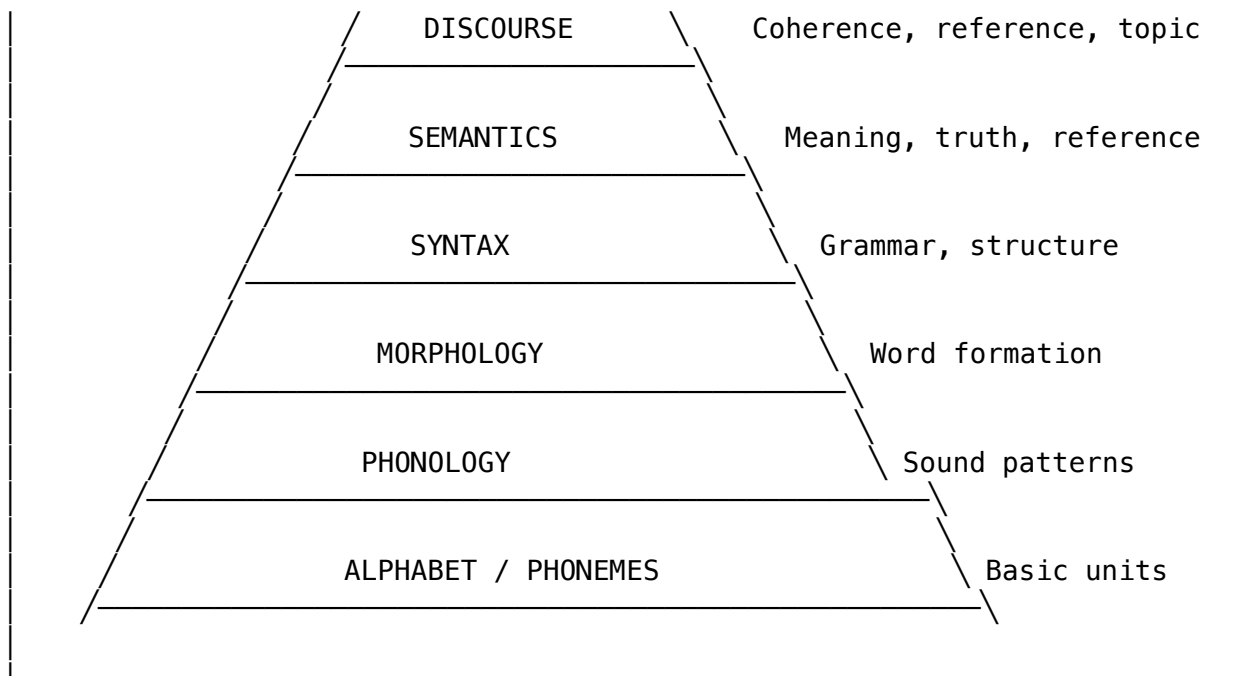 DISCOURSE Coherence, reference, topic
SEMANTICS Meaning, truth, reference
SYNTAX Grammar, structure
MORPHOLOGY Word formation
PHONOLOGY Sound patterns
ALPHABET / PHONEMES Basic units